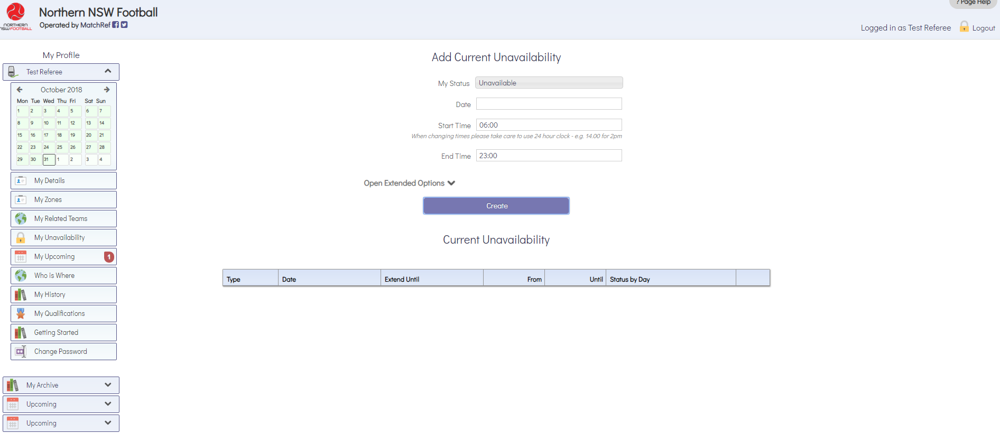 ? Page Help
Northern NSW Football
Operated by MatchRef
NORTHERN
NSWFOOTBALL
Logged in as Test Referee
Logout
My Profile
Test Referee
October 2018
Mon Tue Wed Thu Fri Sat Sun
1 2 3 4 5 6 7
8 9 10 11 12 13 14
15 16 17 18 19 20 21
22 23 24 25 26 27 28
29 30 31 1 2 3 4
My Details
My Zones
My Related Teams
My Unavailability
My Upcoming 1
Who is Where
My History
My Qualifications
Getting Started
Change Password
My Archive
Upcoming
Upcoming
Add Current Unavailability
My Status Unavailable
Date
Start Time 06:00
When changing times please take care to use 24 hour clock - e.g. 14.00 for 2pm
End Time 23:00
Open Extended Options
Create
Current Unavailability
Type Date Extend Until From Until Status by Day